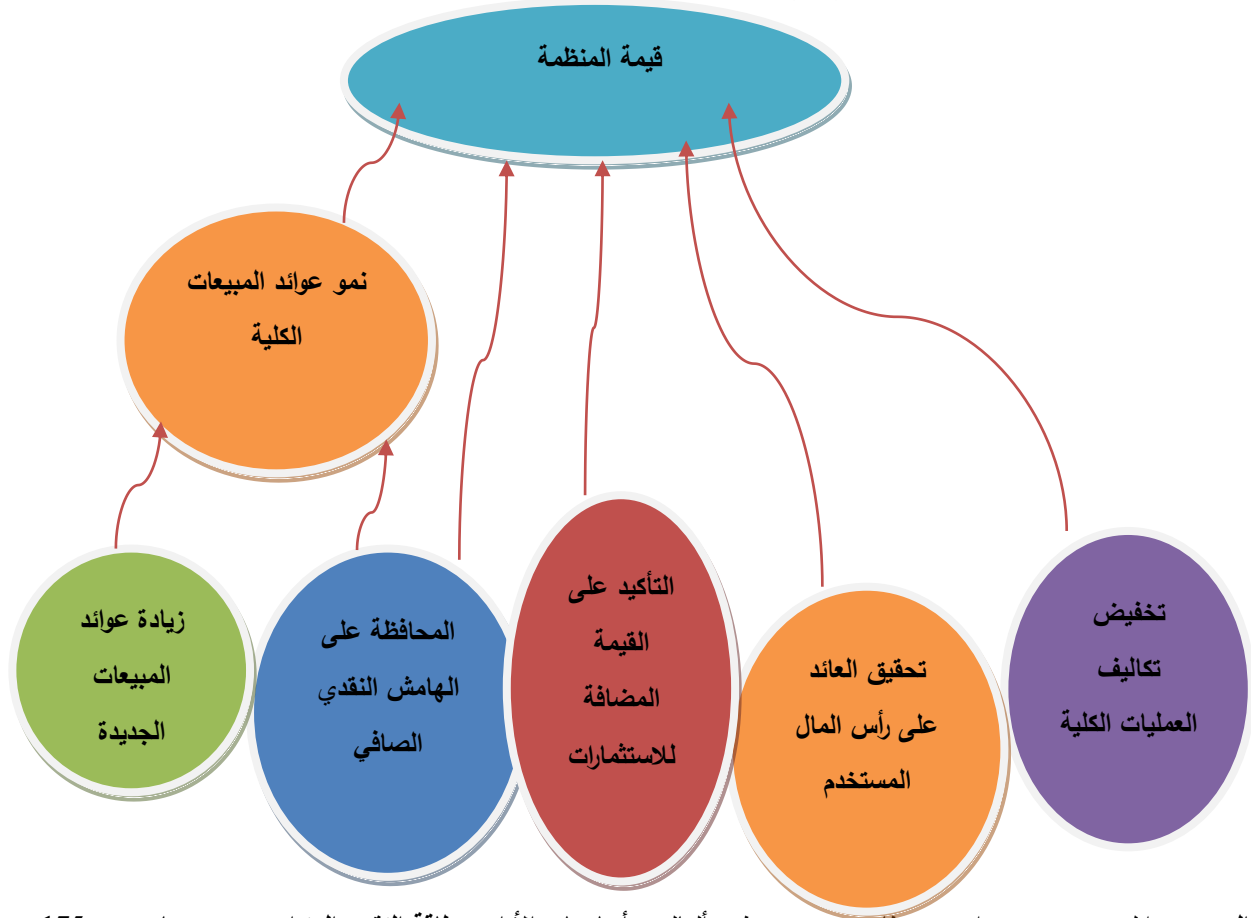 قيمة المنظمة
نمو عوائد المبيعات
الكلية
زيادة عوائد
المبيعات
الجديدة
المحافظة على
الهامش النقدي
الصافي
التأكيد على
القيمة
المضافة
للاستثمارات
تحقيق العائد
على رأس المال
المستخدم
تخفيض
تكاليف
العمليات الكلية
175